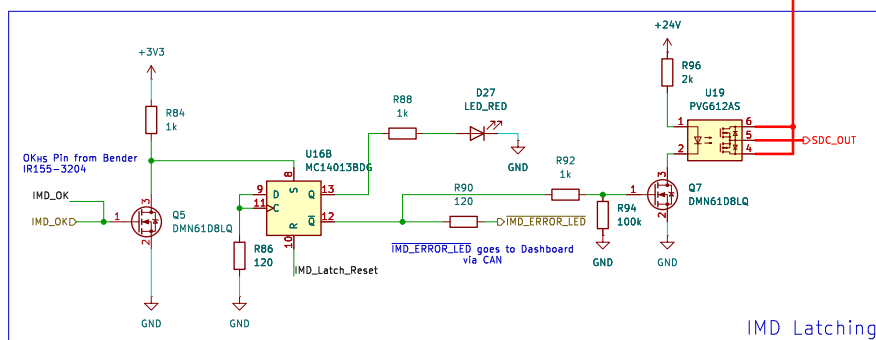 +3V3
R84
1k
OKHS Pin from Bender
IR155-3204
IMD_OK
IMD_OK
1
3
2
Q5
DMN61D8LQ
GND
U16B
MC14013BDG
8
9
11
13
12
10
D
C
S
R
Q
Q
R86
120
GND
IMD_Latch_Reset
R88
1k
D27
LED_RED
GND
R90
120
IMD_ERROR_LED
IMD_ERROR_LED goes to Dashboard
via CAN
R92
1k
R94
100k
GND
+24V
R96
2k
U19
PVG612AS
1
2
6
5
4
SDC_OUT
1
3
2
Q7
DMN61D8LQ
GND
IMD Latching